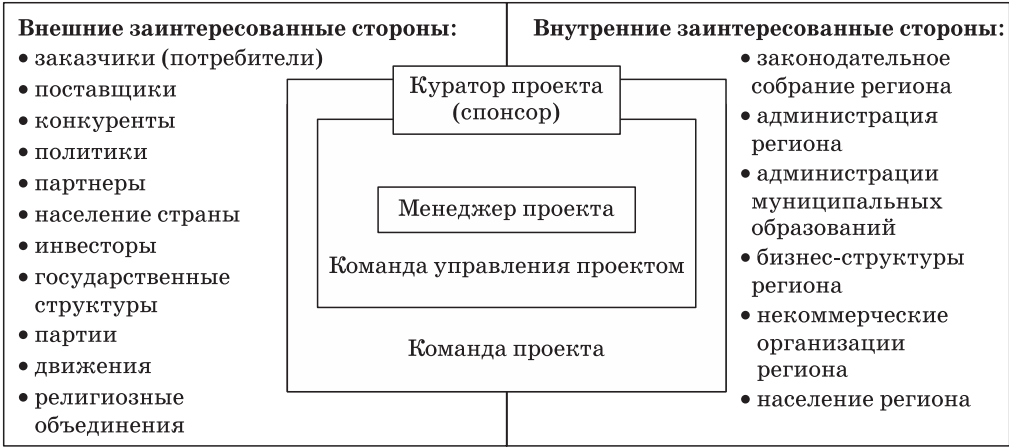 Внешние заинтересованные стороны:
• заказчики (потребители)
• поставщики
• конкуренты
• политики
• партнеры
• население страны
• инвесторы
• государственные
структуры
• партии
• движения
• религиозные
объединения
Куратор проекта
(спонсор)
Менеджер проекта
Команда управления проектом
Команда проекта
Внутренние заинтересованные стороны:
• законодательное
собрание региона
• администрация
региона
• администрации
муниципальных
образований
• бизнес-структуры
региона
• некоммерческие
организации
региона
• население региона